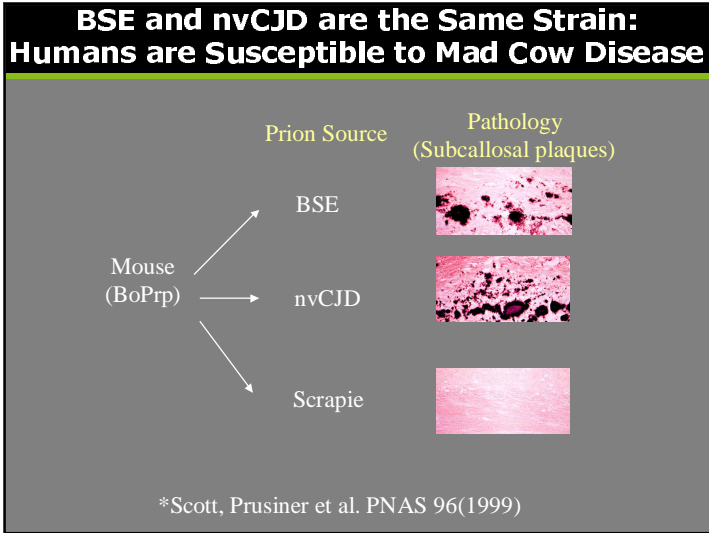 BSE and nvCJD are the Same Strain:
Humans are Susceptible to Mad Cow Disease
Prion Source
Pathology
(Subcallosal plaques)
BSE
Mouse
(BoPrp)
nvCJD
Scrapie
*Scott, Prusiner et al. PNAS 96(1999)